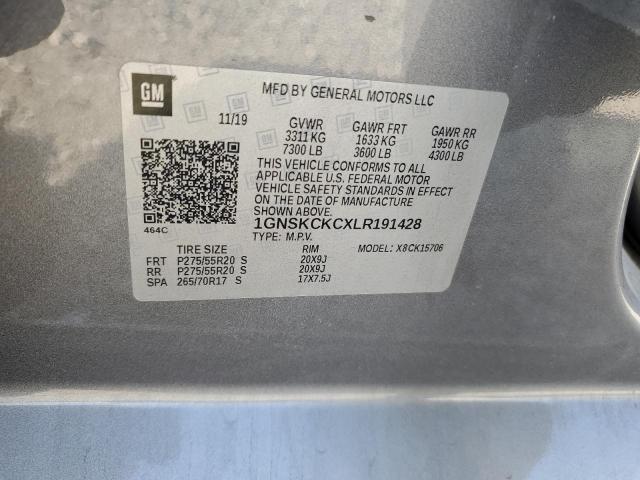 GM
MFD BY GENERAL MOTORS LLC
11/19 GVWR GAWR FRT GAWR RR
3311 KG 1633 KG 1950 KG
7300 LB 3600 LB 4300 LB
THIS VEHICLE CONFORMS TO ALL
APPLICABLE U.S. FEDERAL MOTOR
VEHICLE SAFETY STANDARDS IN EFFECT
ON THE DATE OF MANUFACTURE
SHOWN ABOVE.
464C 1GNSKCKCXLR191428
TYPE: M.P.V. MODEL: X8CK15706
TIRE SIZE RIM
FRT P275/55R20 S 20X9J
RR P275/55R20 S 20X9J
SPA 265/70R17 S 17X7.5J